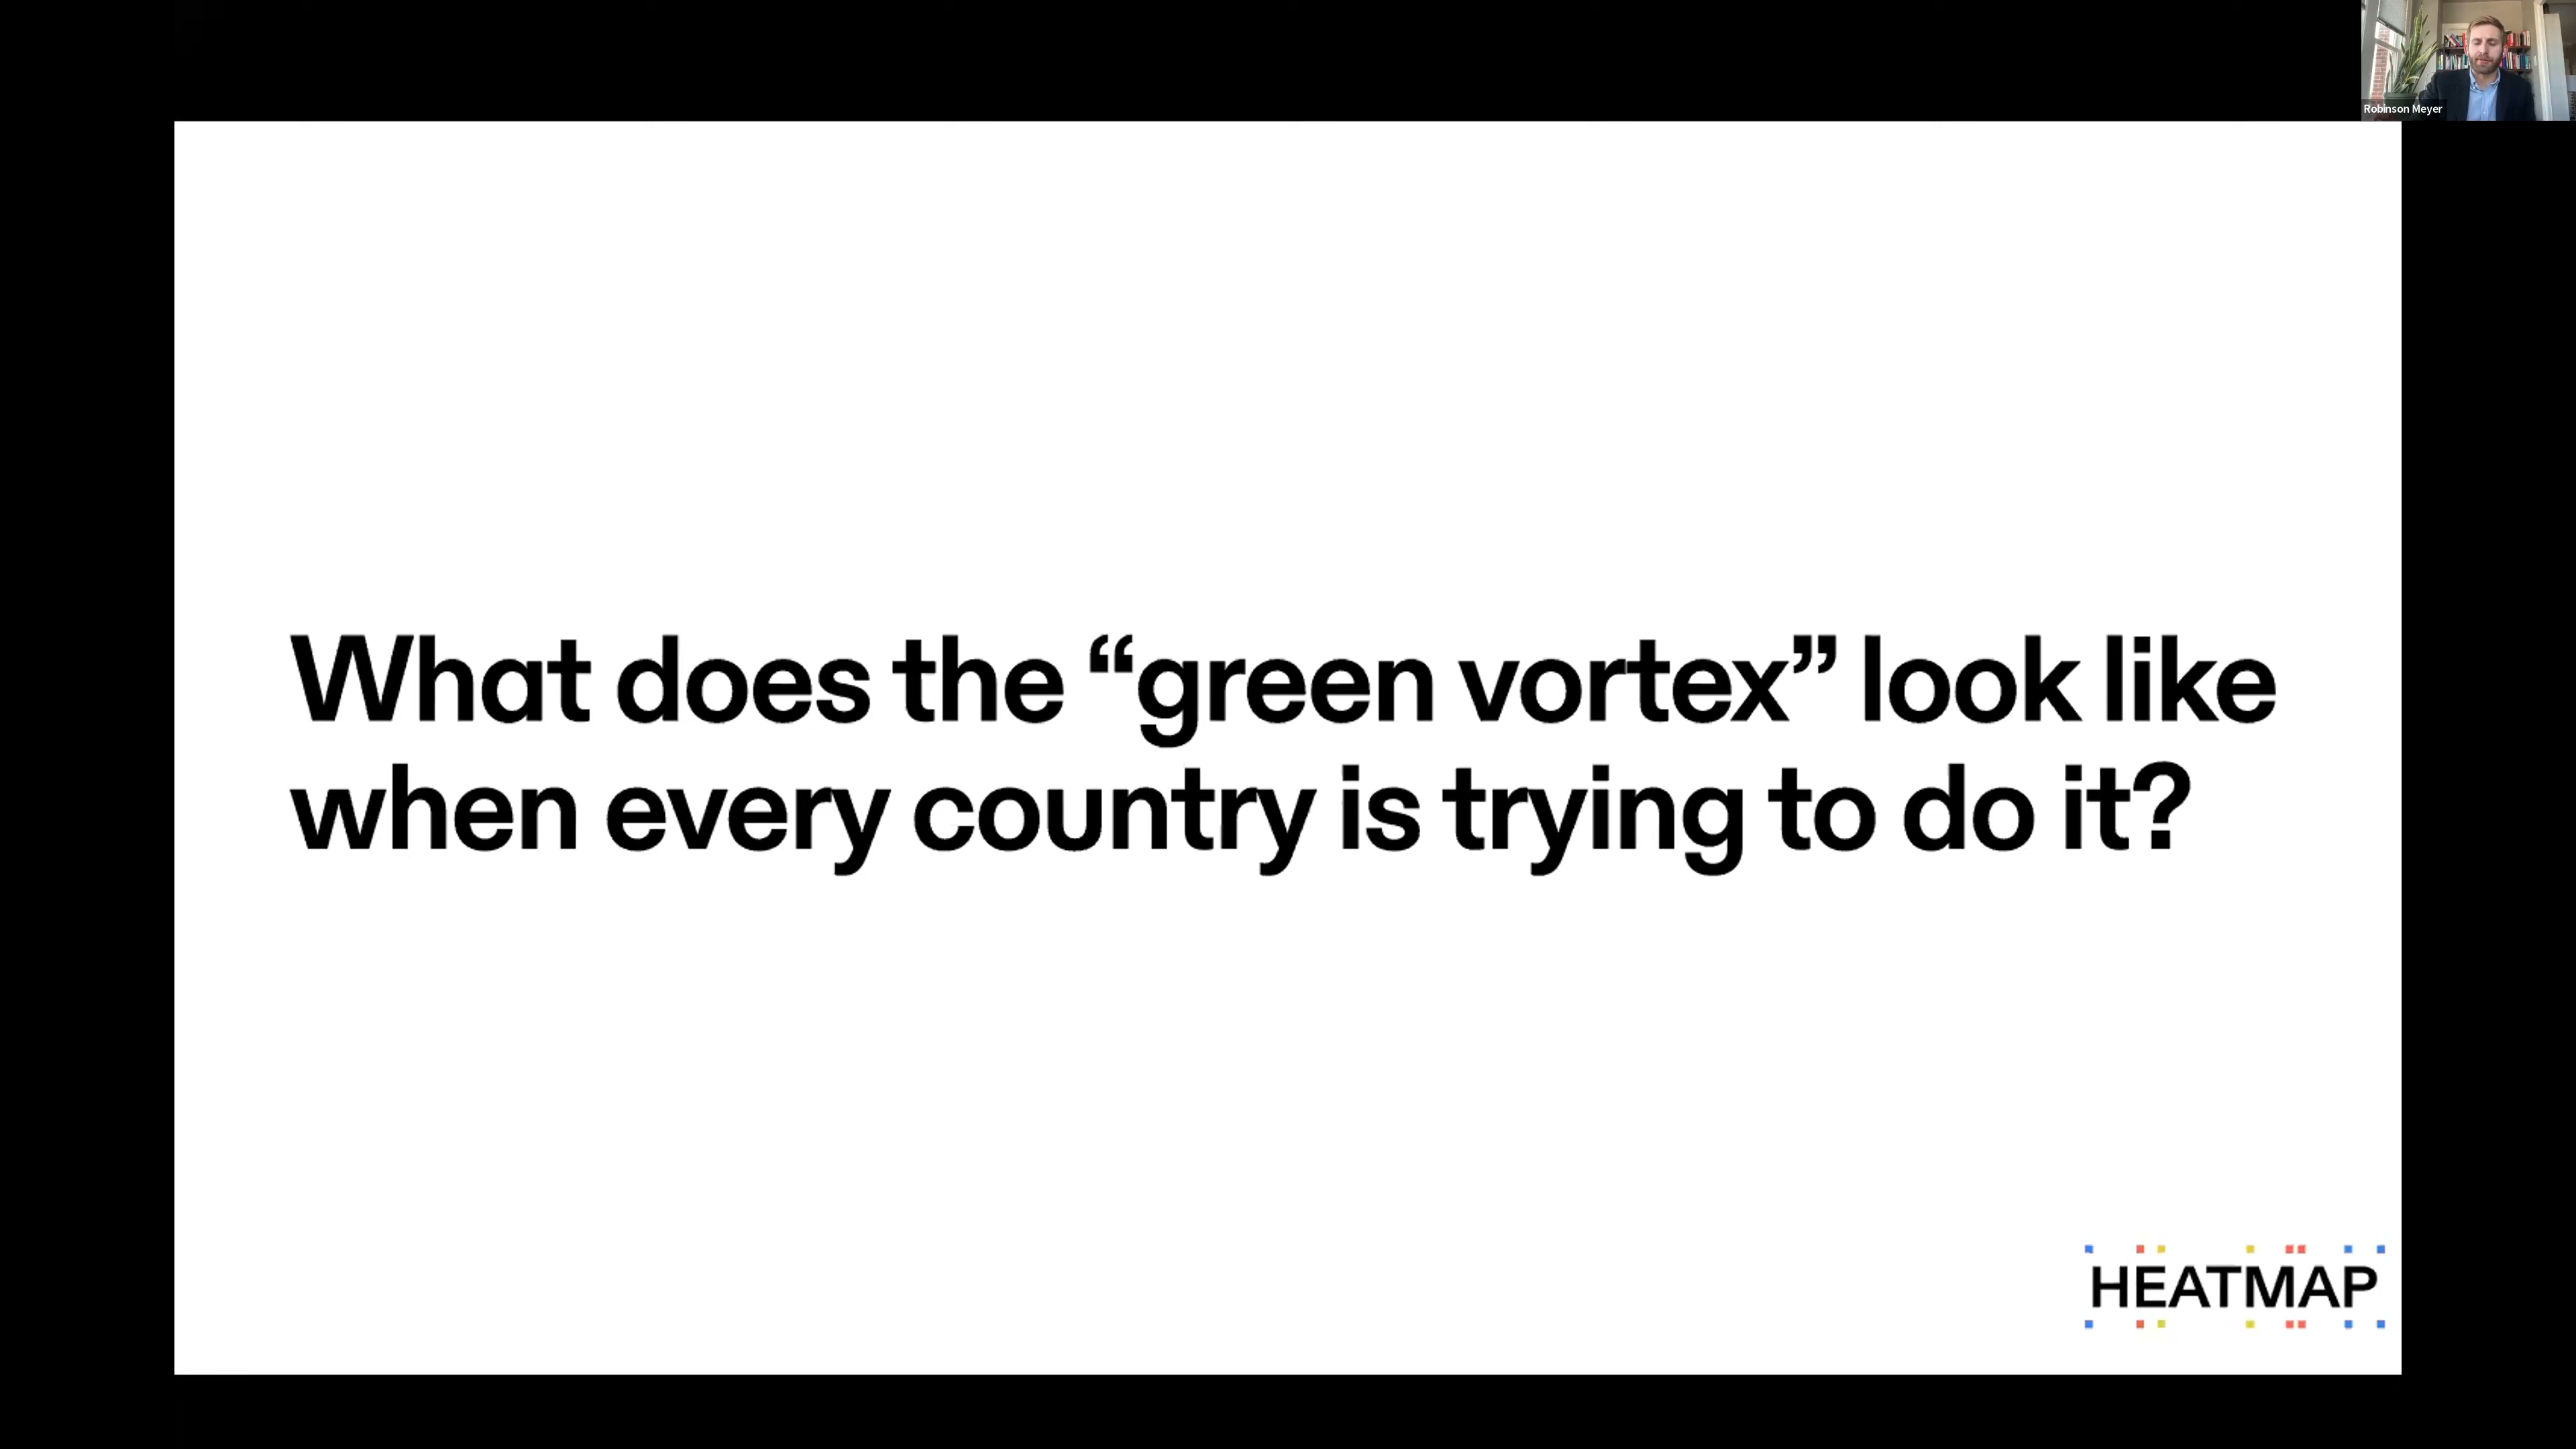 Robinson Meyer
What does the “green vortex” look like
when every country is trying to do it?
HEATMAP